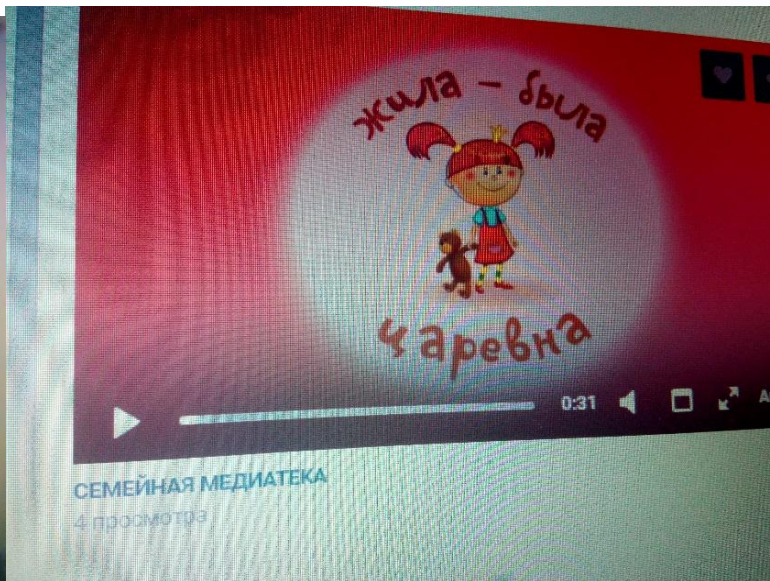 жила - была
царевна
0:31
СЕМЕЙНАЯ МЕДИАТЕКА
4 просмотра